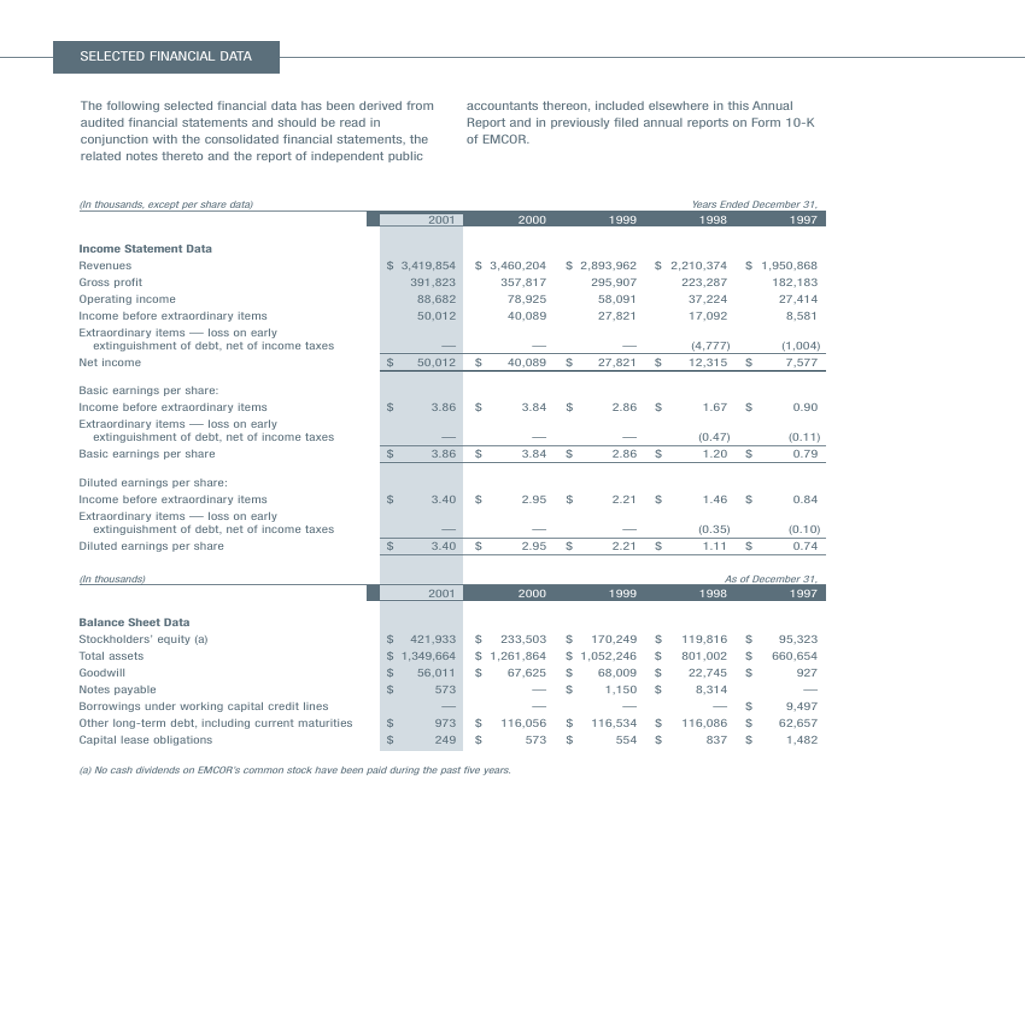 SELECTED FINANCIAL DATA
The following selected financial data has been derived from
audited financial statements and should be read in
conjunction with the consolidated financial statements, the
related notes thereto and the report of independent public
accountants thereon, included elsewhere in this Annual
Report and in previously filed annual reports on Form 10-K
of EMCOR.
(In thousands, except per share data) Years Ended December 31,
2001 2000 1999 1998 1997
Income Statement Data
Revenues $ 3,419,854 $ 3,460,204 $ 2,893,962 $ 2,210,374 $ 1,950,868
Gross profit 391,823 357,817 295,907 223,287 182,183
Operating income 88,682 78,925 58,091 37,224 27,414
Income before extraordinary items 50,012 40,089 27,821 17,092 8,581
Extraordinary items — loss on early
extinguishment of debt, net of income taxes — — — (4,777) (1,004)
Net income $ 50,012 $ 40,089 $ 27,821 $ 12,315 $ 7,577
Basic earnings per share:
Income before extraordinary items $ 3.86 $ 3.84 $ 2.86 $ 1.67 $ 0.90
Extraordinary items — loss on early
extinguishment of debt, net of income taxes — — — (0.47) (0.11)
Basic earnings per share $ 3.86 $ 3.84 $ 2.86 $ 1.20 $ 0.79
Diluted earnings per share:
Income before extraordinary items $ 3.40 $ 2.95 $ 2.21 $ 1.46 $ 0.84
Extraordinary items — loss on early
extinguishment of debt, net of income taxes — — — (0.35) (0.10)
Diluted earnings per share $ 3.40 $ 2.95 $ 2.21 $ 1.11 $ 0.74
(In thousands) As of December 31,
2001 2000 1999 1998 1997
Balance Sheet Data
Stockholders' equity (a) $ 421,933 $ 233,503 $ 170,249 $ 119,816 $ 95,323
Total assets $ 1,349,664 $ 1,261,864 $ 1,052,246 $ 801,002 $ 660,654
Goodwill $ 56,011 $ 67,625 $ 68,009 $ 22,745 $ 927
Notes payable $ 573 — $ 1,150 $ 8,314 —
Borrowings under working capital credit lines — — — — $ 9,497
Other long-term debt, including current maturities $ 973 $ 116,056 $ 116,534 $ 116,086 $ 62,657
Capital lease obligations $ 249 $ 573 $ 554 $ 837 $ 1,482
(a) No cash dividends on EMCOR's common stock have been paid during the past five years.